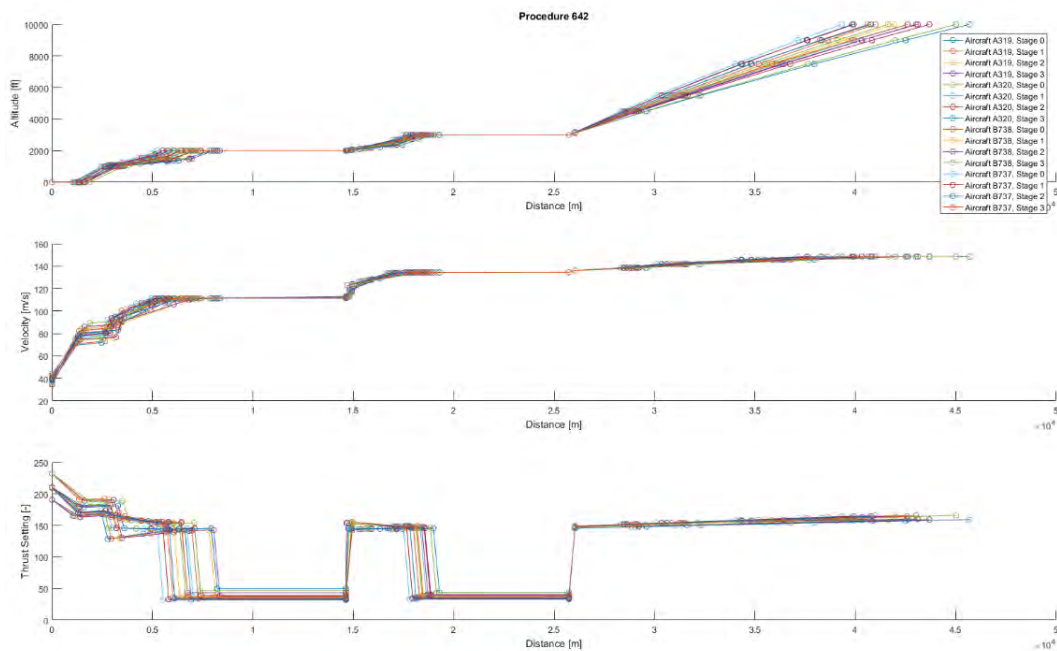 Procedure 642
10000
8000
6000
4000
2000
0
Altitude [ft]
0 0.5 1 1.5 2 2.5 3 3.5 4 4.5 5
Distance [m]
Aircraft A319, Stage 0
Aircraft A319, Stage 1
Aircraft A319, Stage 2
Aircraft A319, Stage 3
Aircraft A320, Stage 0
Aircraft A320, Stage 1
Aircraft A320, Stage 2
Aircraft A320, Stage 3
Aircraft B738, Stage 0
Aircraft B738, Stage 1
Aircraft B738, Stage 2
Aircraft B738, Stage 3
Aircraft B737, Stage 0
Aircraft B737, Stage 1
Aircraft B737, Stage 2
Aircraft B737, Stage 3
160
140
120
100
80
60
40
20
Velocity [m/s]
0 0.5 1 1.5 2 2.5 3 3.5 4 4.5 5
Distance [m]
250
200
150
100
50
0
Thrust Setting [-]
0 0.5 1 1.5 2 2.5 3 3.5 4 4.5 5
Distance [m]